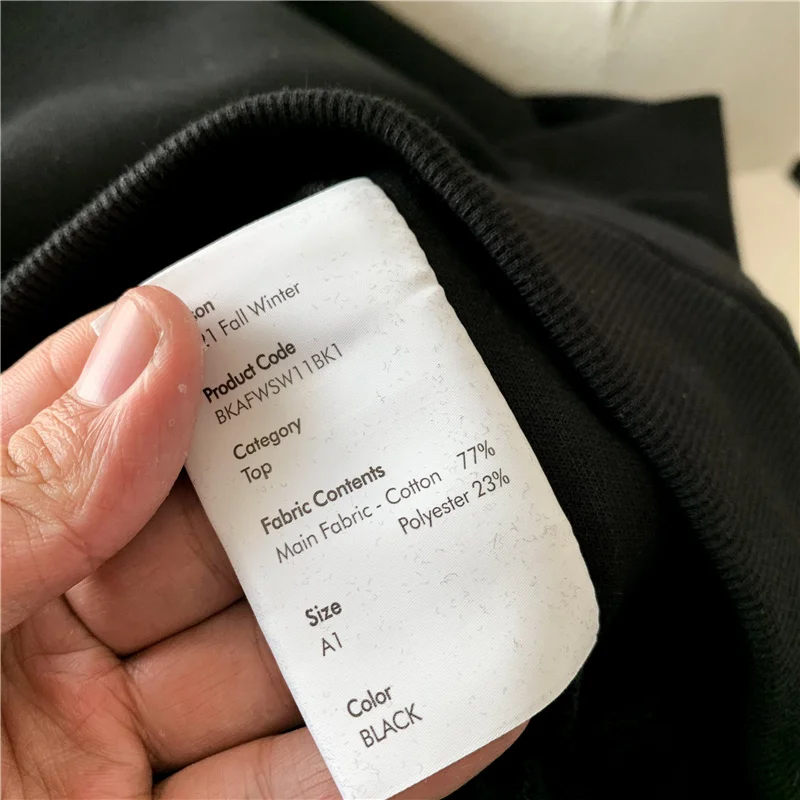 21 Fall Winter
Product Code
BKAFWSW11BK1
Category
Top
Fabric Contents
Main Fabric - Cotton 77%
Polyester 23%
Size
A1
Color
BLACK